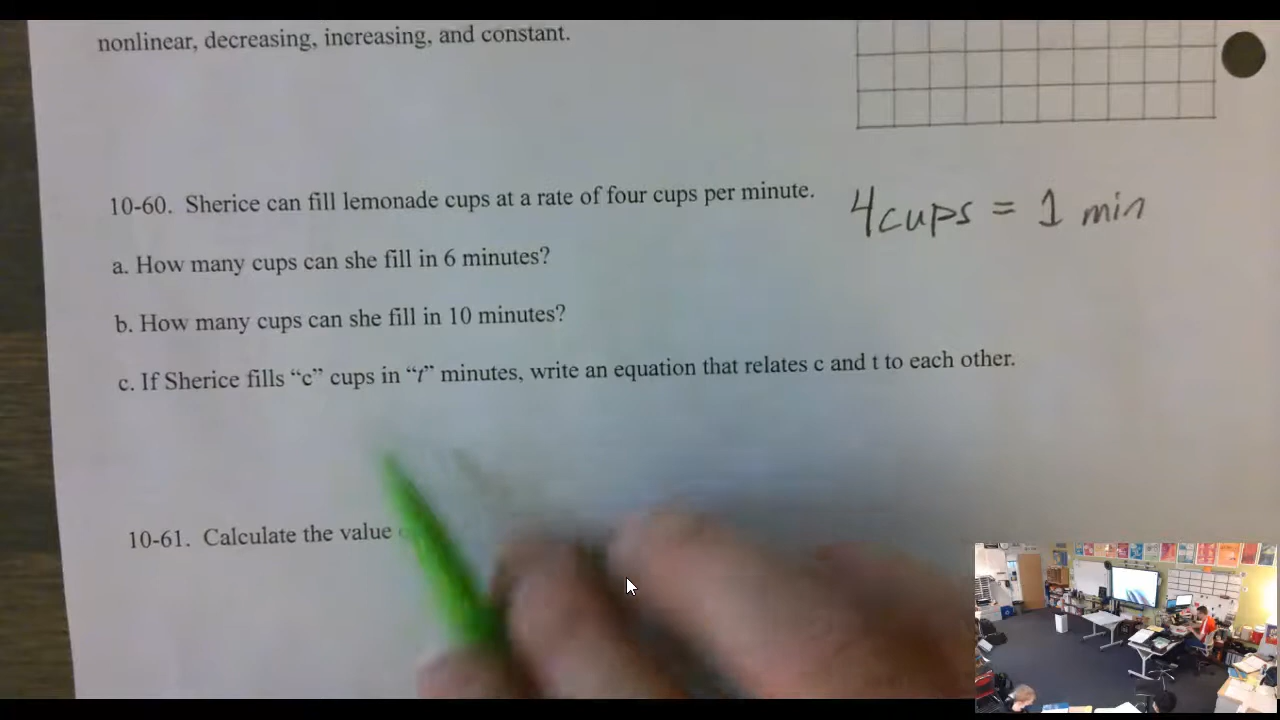 nonlinear, decreasing, increasing, and constant.
10-60. Sherice can fill lemonade cups at a rate of four cups per minute.
4cups = 1 min
a. How many cups can she fill in 6 minutes?
b. How many cups can she fill in 10 minutes?
c. If Sherice fills “c” cups in “t” minutes, write an equation that relates c and t to each other.
10-61. Calculate the value